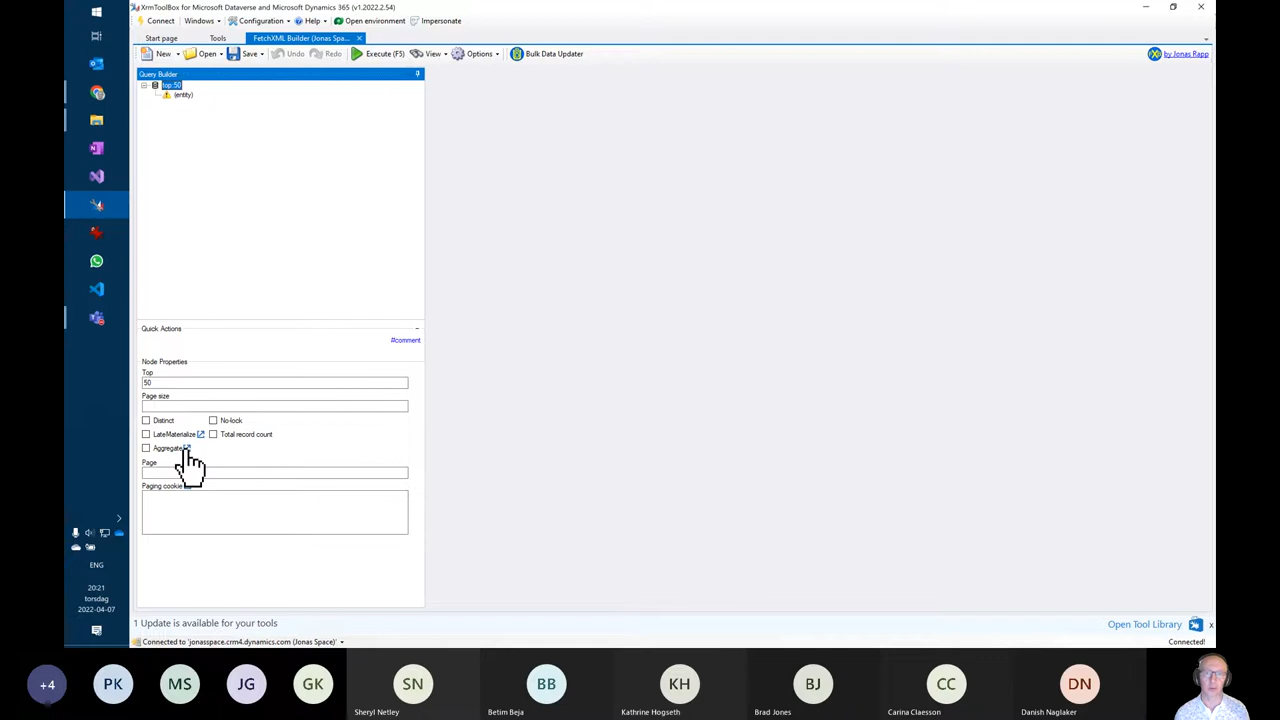 XrmToolBox for Microsoft Dataverse and Microsoft Dynamics 365 (v1.2022.2.54)
Connect Windows Configuration Help Open environment Impersonate
Start page Tools FetchXML Builder (Jonas Spa...
New Open Save Undo Redo Execute (F5) View Options Bulk Data Updater by Jonas Rapp
Query Builder
top:50
(entity)
Quick Actions
#comment
Node Properties
Top
50
Page size
Distinct No-lock
LateMaterialize Total record count
Aggregate
Page
Paging cookie
ENG
20:21
torsdag
2022-04-07
1 Update is available for your tools Open Tool Library x
Connected to 'jonasspace.crm4.dynamics.com (Jonas Space)' Connected!
+4 PK MS JG GK SN BB KH BJ CC DN
Sheryl Netley Betim Beja Kathrine Hogseth Brad Jones Carina Claesson Danish Naglaker